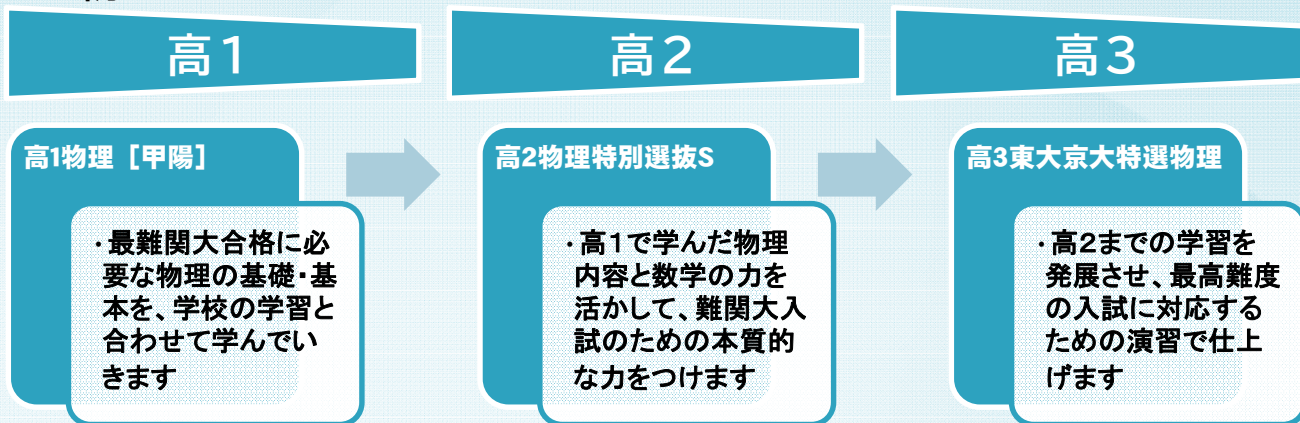 高1
高2
高3
高1物理［甲陽］
・最難関大合格に必
要な物理の基礎・基
本を、学校の学習と
合わせて学んでい
きます
高2物理特別選抜S
・高1で学んだ物理
内容と数学の力を
活かして、難関大入
試のための本質的
な力をつけます
高3東大京大特選物理
・高2までの学習を
発展させ、最高難度
の入試に対応する
ための演習で仕上
げます